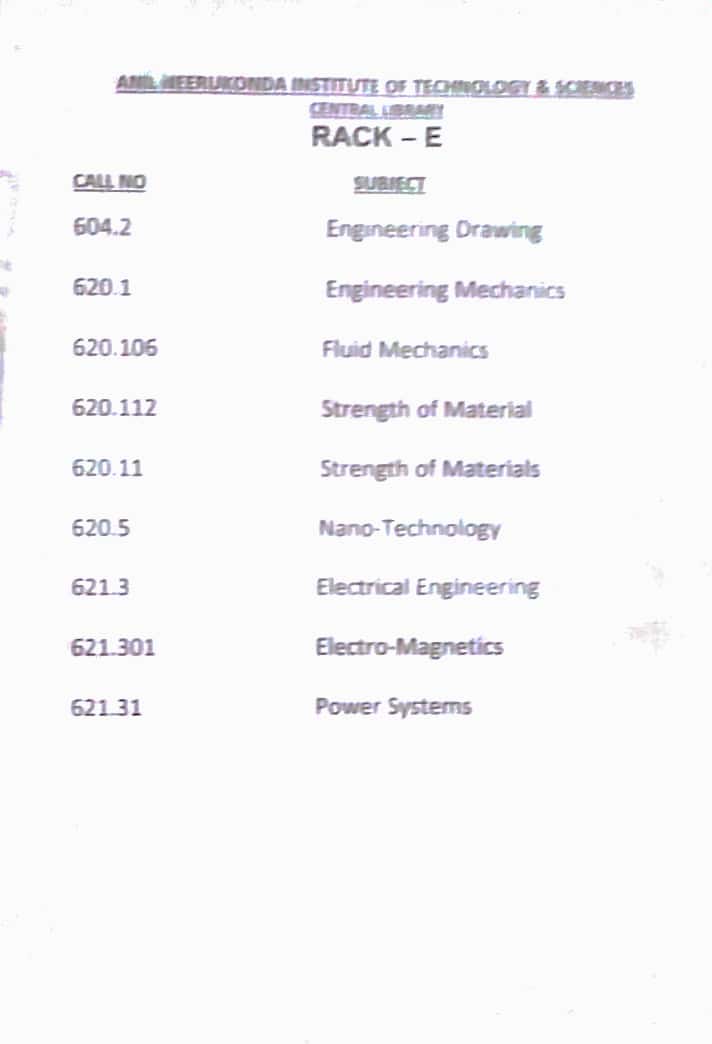 ANIL NEERUKONDA INSTITUTE OF TECHNOLOGY & SCIENCES
CENTRAL LIBRARY
RACK – E
CALL NO SUBJECT
604.2 Engineering Drawing
620.1 Engineering Mechanics
620.106 Fluid Mechanics
620.112 Strength of Material
620.11 Strength of Materials
620.5 Nano-Technology
621.3 Electrical Engineering
621.301 Electro-Magnetics
621.31 Power Systems